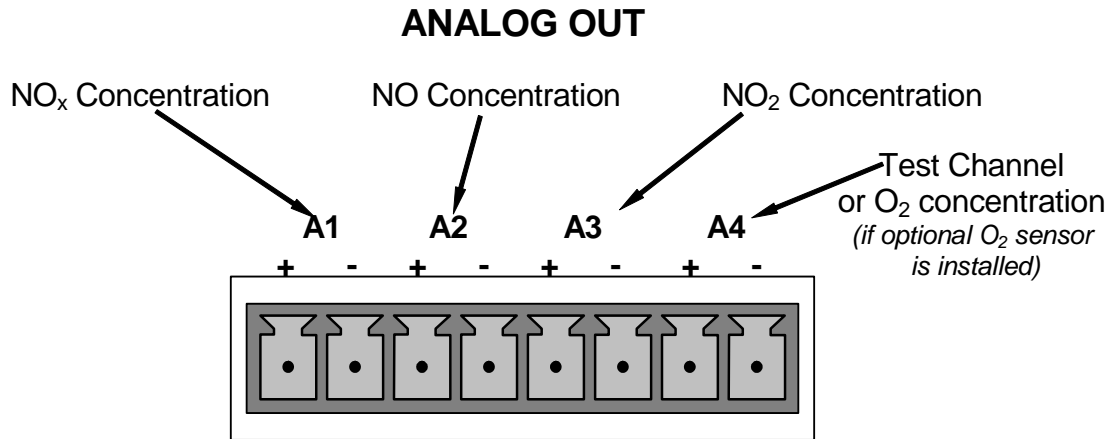 ANALOG OUT
NOₓ Concentration NO Concentration NO₂ Concentration
Test Channel
or O₂ concentration
(if optional O₂ sensor
is installed)
A1 A2 A3 A4
+ - + - + - + -